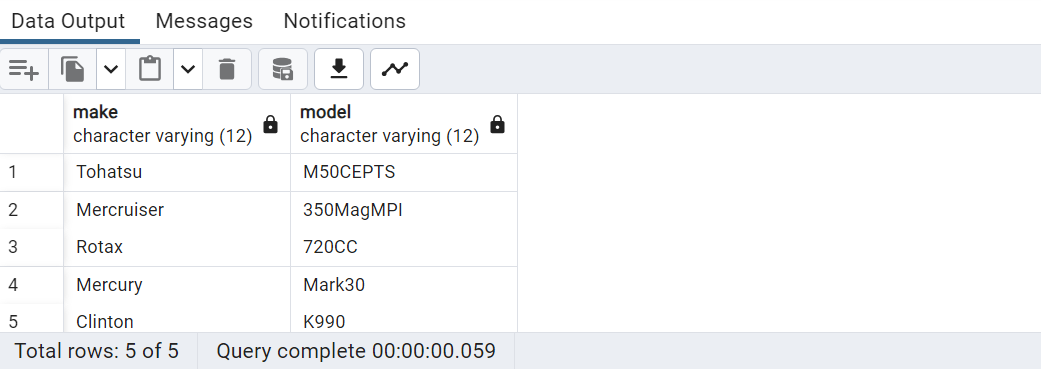 Data Output Messages Notifications
make model
character varying (12) character varying (12)
1 Tohatsu M50CEPTS
2 Mercruiser 350MagMPI
3 Rotax 720CC
4 Mercury Mark30
5 Clinton K990
Total rows: 5 of 5 Query complete 00:00:00.059